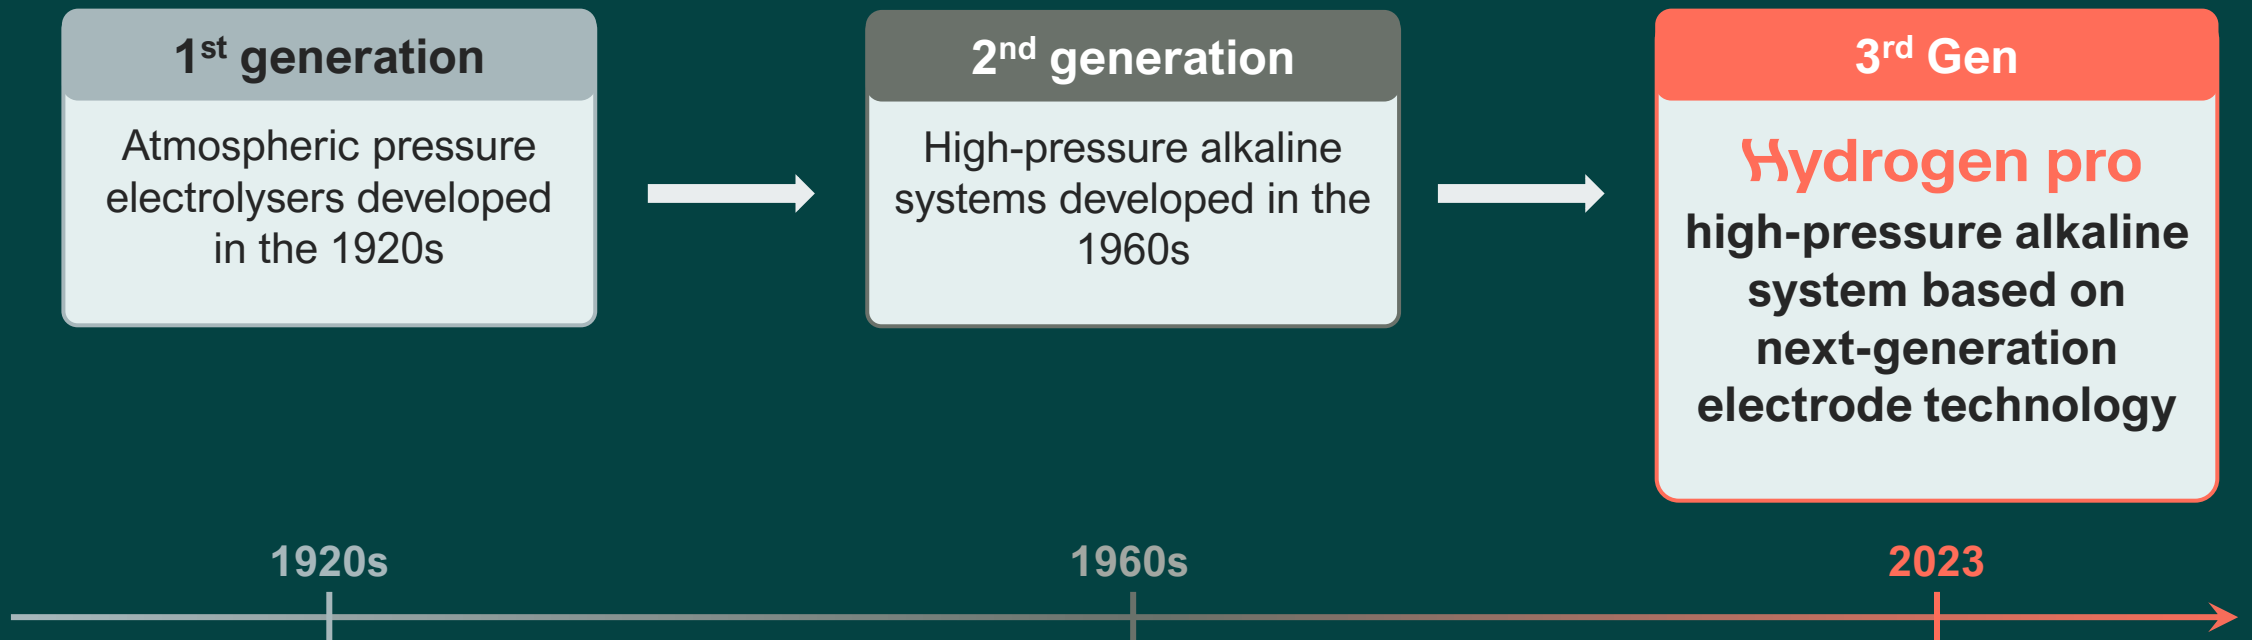 1st generation
Atmospheric pressure
electrolysers developed
in the 1920s
2nd generation
High-pressure alkaline
systems developed in the
1960s
3rd Gen
Hydrogen pro
high-pressure alkaline
system based on
next-generation
electrode technology
1920s
1960s
2023